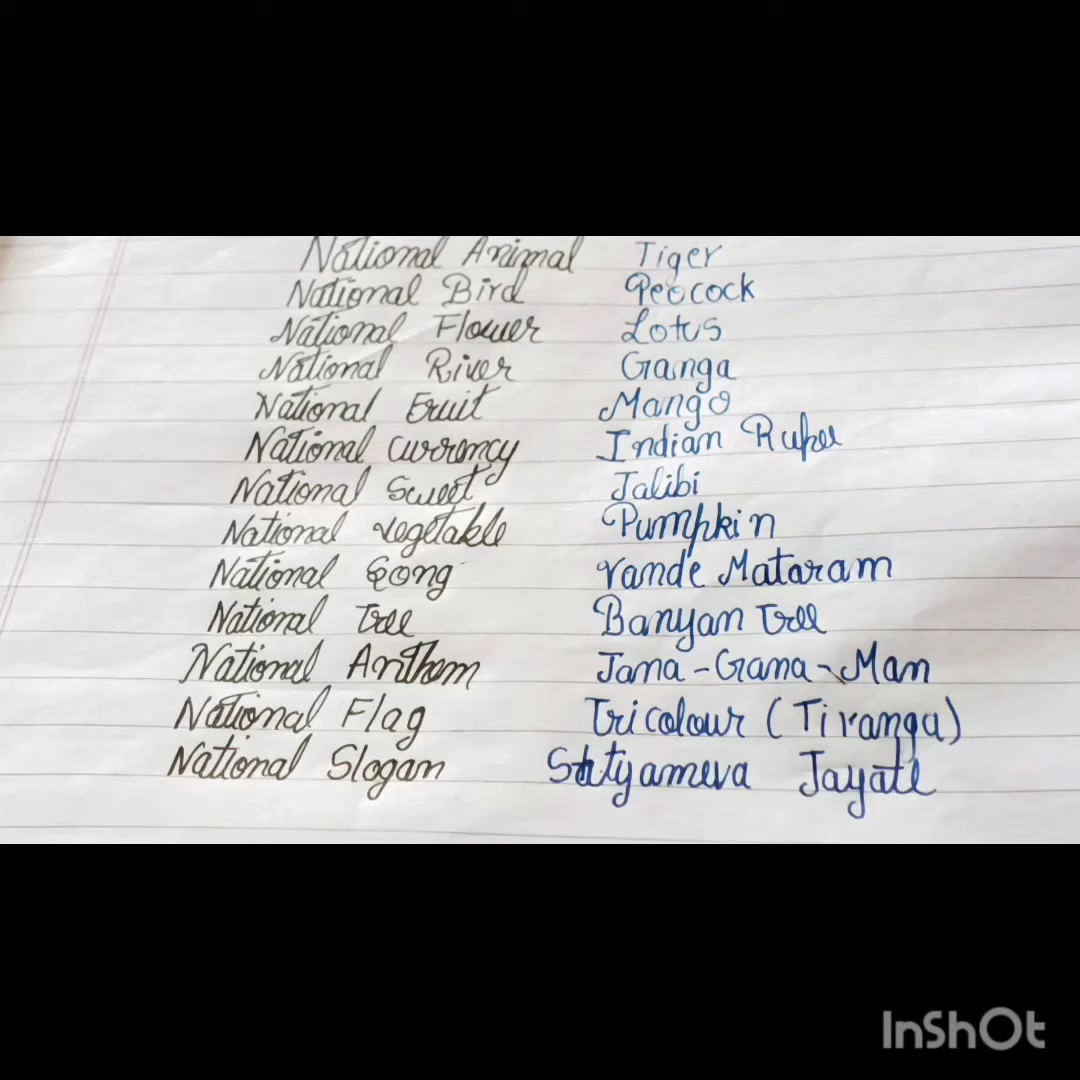 National Animal Tiger
National Bird Peocock
National Flower Lotus
National River Ganga
National Fruit Mango
National Currency Indian Rupee
National Sweet Jalibi
National Vegetable Pumpkin
National Song Vande Mataram
National Tree Banyan Tree
National Anthem Jana-Gana-Man
National Flag Tricolour (Tiranga)
National Slogan Satyameva Jayate
InShOt